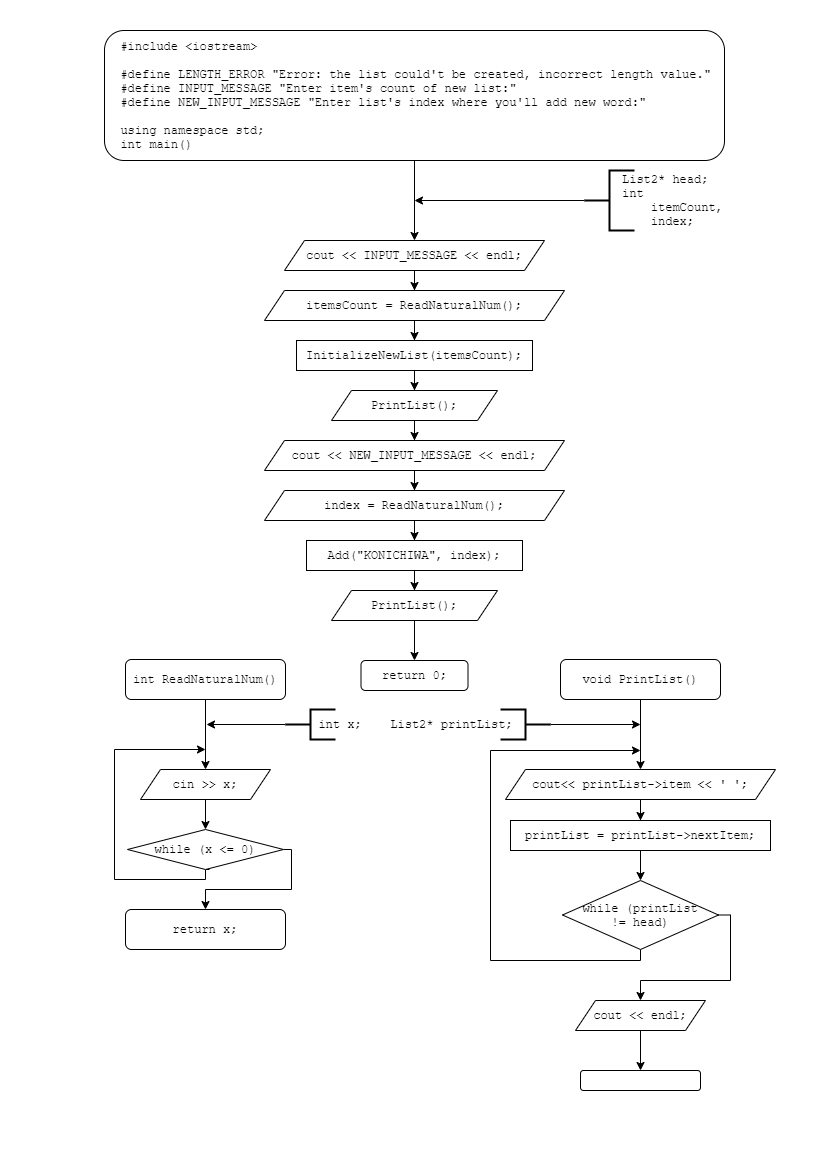 #include <iostream>
#define LENGTH_ERROR "Error: the list could't be created, incorrect length value."
#define INPUT_MESSAGE "Enter item's count of new list:"
#define NEW_INPUT_MESSAGE "Enter list's index where you'll add new word:"
using namespace std;
int main()
List2* head;
int
itemCount,
index;
cout << INPUT_MESSAGE << endl;
itemsCount = ReadNaturalNum();
InitializeNewList(itemsCount);
PrintList();
cout << NEW_INPUT_MESSAGE << endl;
index = ReadNaturalNum();
Add("KONICHIWA", index);
PrintList();
return 0;
int ReadNaturalNum()
int x;
cin >> x;
while (x <= 0)
return x;
void PrintList()
List2* printList;
cout<< printList->item << ' ';
printList = printList->nextItem;
while (printList
!= head)
cout << endl;